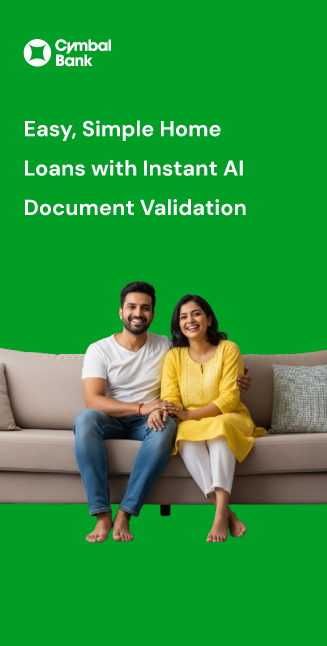 Cymbal
Bank
Easy, Simple Home
Loans with Instant AI
Document Validation